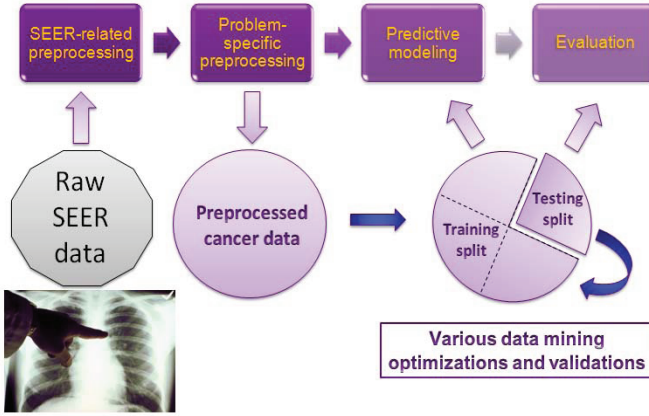 SEER-related
preprocessing
Problem-
specific
preprocessing
Predictive
modeling
Evaluation
Raw
SEER
data
Preprocessed
cancer data
Training
split
Testing
split
Various data mining
optimizations and validations